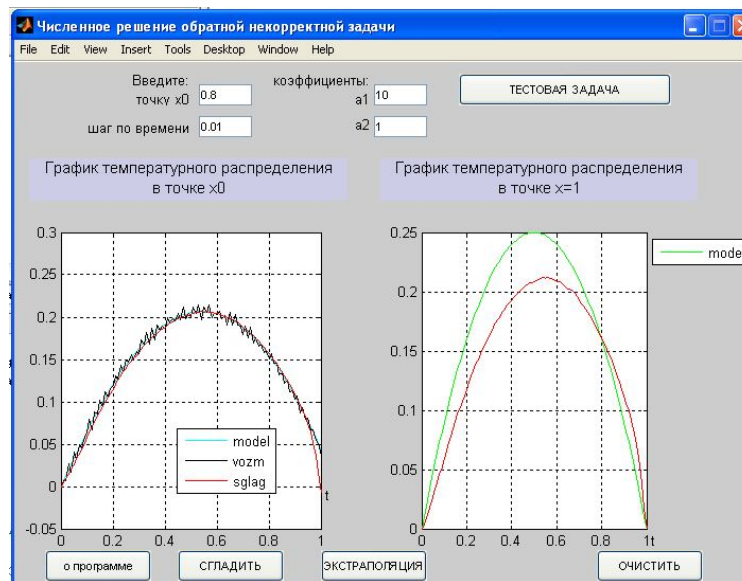 Численное решение обратной некорректной задачи
File Edit View Insert Tools Desktop Window Help
Введите:
точку x0 0.8
шаг по времени 0.01
коэффициенты:
a1 10
a2 1
ТЕСТОВАЯ ЗАДАЧА
График температурного распределения
в точке x0
График температурного распределения
в точке x=1
0.3
0.25
0.2
0.15
0.1
0.05
0
-0.05
0 0.2 0.4 0.6 0.8 1
t
model
vozm
sglag
0.25
0.2
0.15
0.1
0.05
0
0 0.2 0.4 0.6 0.8 1t
mode
о программе
СГЛАДИТЬ
ЭКСТРАПОЛЯЦИЯ
ОЧИСТИТЬ